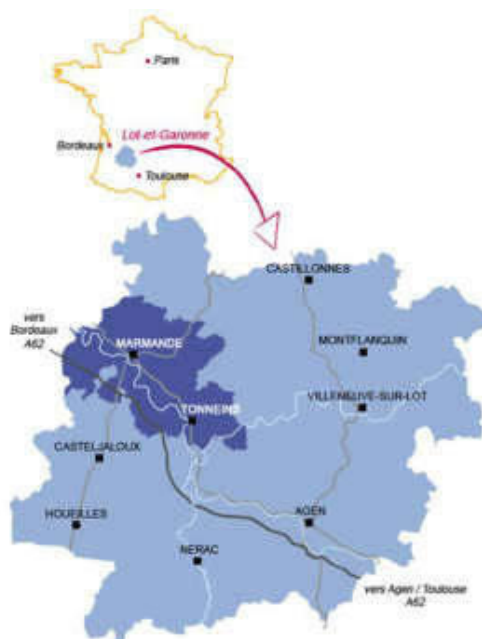 Paris
Lot-et-Garonne
Bordeaux
Toulouse
CASTILLONNES
vers
Bordeaux
A62
MARMANDE
MONTFLANQUIN
VILLENEUVE-SUR-LOT
TONNEINS
CASTELJALOUX
HOUEILLES
AGEN
NERAC
vers Agen / Toulouse
A62